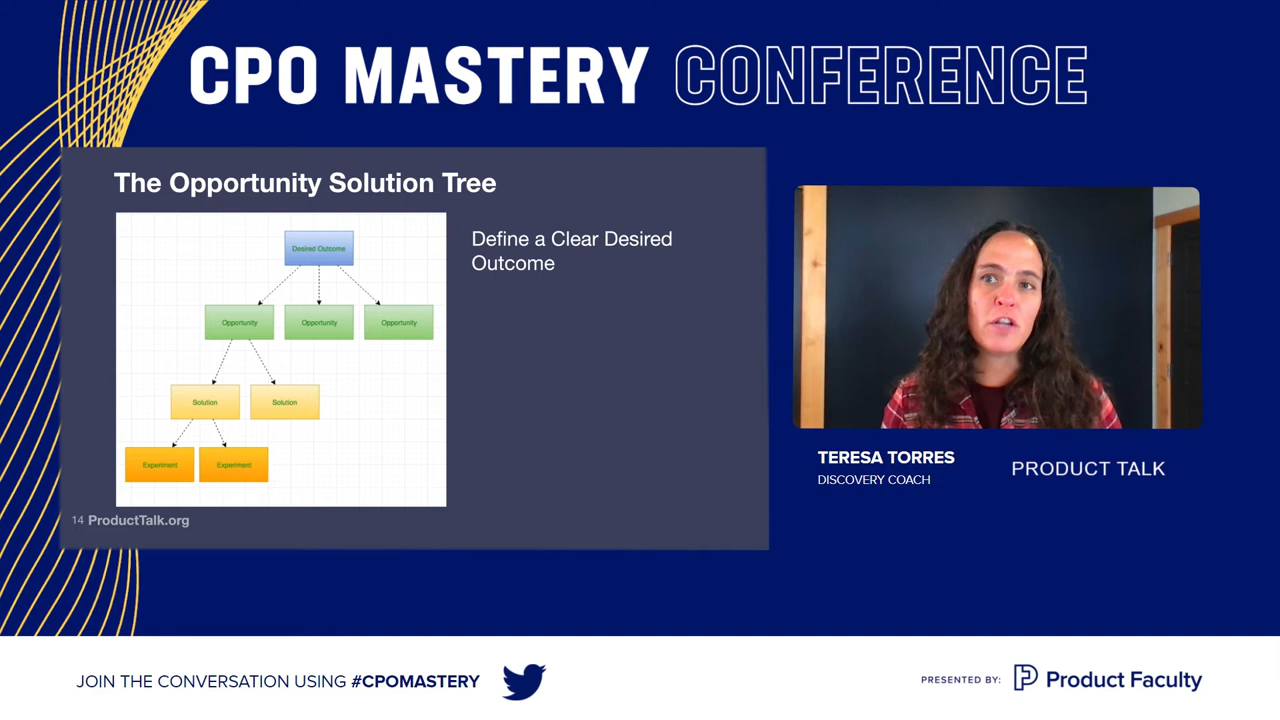 CPO MASTERY CONFERENCE
The Opportunity Solution Tree
Desired Outcome
Opportunity
Opportunity
Opportunity
Solution
Solution
Experiment
Experiment
Define a Clear Desired
Outcome
14 ProductTalk.org
TERESA TORRES
DISCOVERY COACH
PRODUCT TALK
JOIN THE CONVERSATION USING #CPOMASTERY
PRESENTED BY: Product Faculty